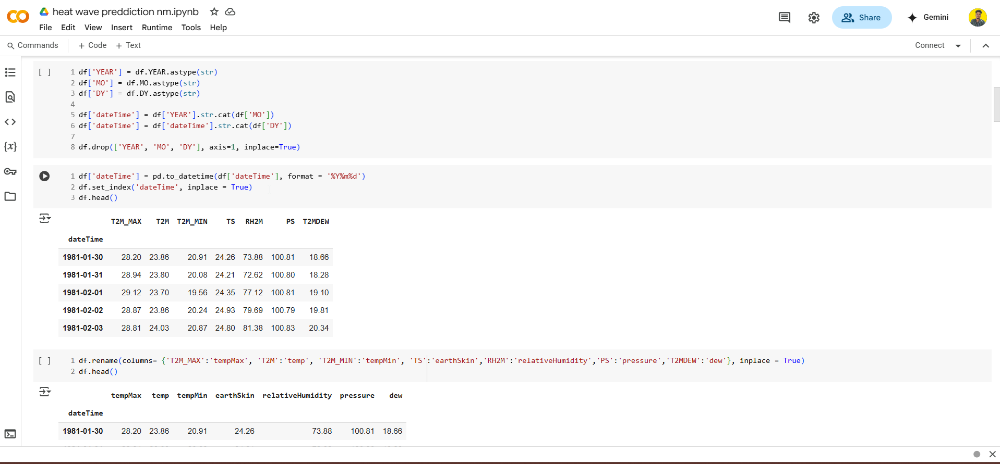 heat wave preddiction nm.ipynb
File Edit View Insert Runtime Tools Help
Share
Gemini
Commands + Code + Text
Connect
[ ]
1 df['YEAR'] = df.YEAR.astype(str)
2 df['MO'] = df.MO.astype(str)
3 df['DY'] = df.DY.astype(str)
4
5 df['dateTime'] = df['YEAR'].str.cat(df['MO'])
6 df['dateTime'] = df['dateTime'].str.cat(df['DY'])
7
8 df.drop(['YEAR', 'MO', 'DY'], axis=1, inplace=True)
1 df['dateTime'] = pd.to_datetime(df['dateTime'], format = '%Y%m%d')
2 df.set_index('dateTime', inplace = True)
3 df.head()
T2M_MAX T2M T2M_MIN TS RH2M PS T2MDEW
dateTime
1981-01-30 28.20 23.86 20.91 24.26 73.88 100.81 18.66
1981-01-31 28.94 23.80 20.08 24.21 72.62 100.80 18.28
1981-02-01 29.12 23.70 19.56 24.35 77.12 100.81 19.10
1981-02-02 28.87 23.86 20.24 24.93 79.69 100.79 19.81
1981-02-03 28.81 24.03 20.87 24.80 81.38 100.83 20.34
[ ]
1 df.rename(columns= {'T2M_MAX':'tempMax', 'T2M':'temp', 'T2M_MIN':'tempMin', 'TS':'earthSkin','RH2M':'relativeHumidity','PS':'pressure','T2MDEW':'dew'}, inplace = True)
2 df.head()
tempMax temp tempMin earthSkin relativeHumidity pressure dew
dateTime
1981-01-30 28.20 23.86 20.91 24.26 73.88 100.81 18.66